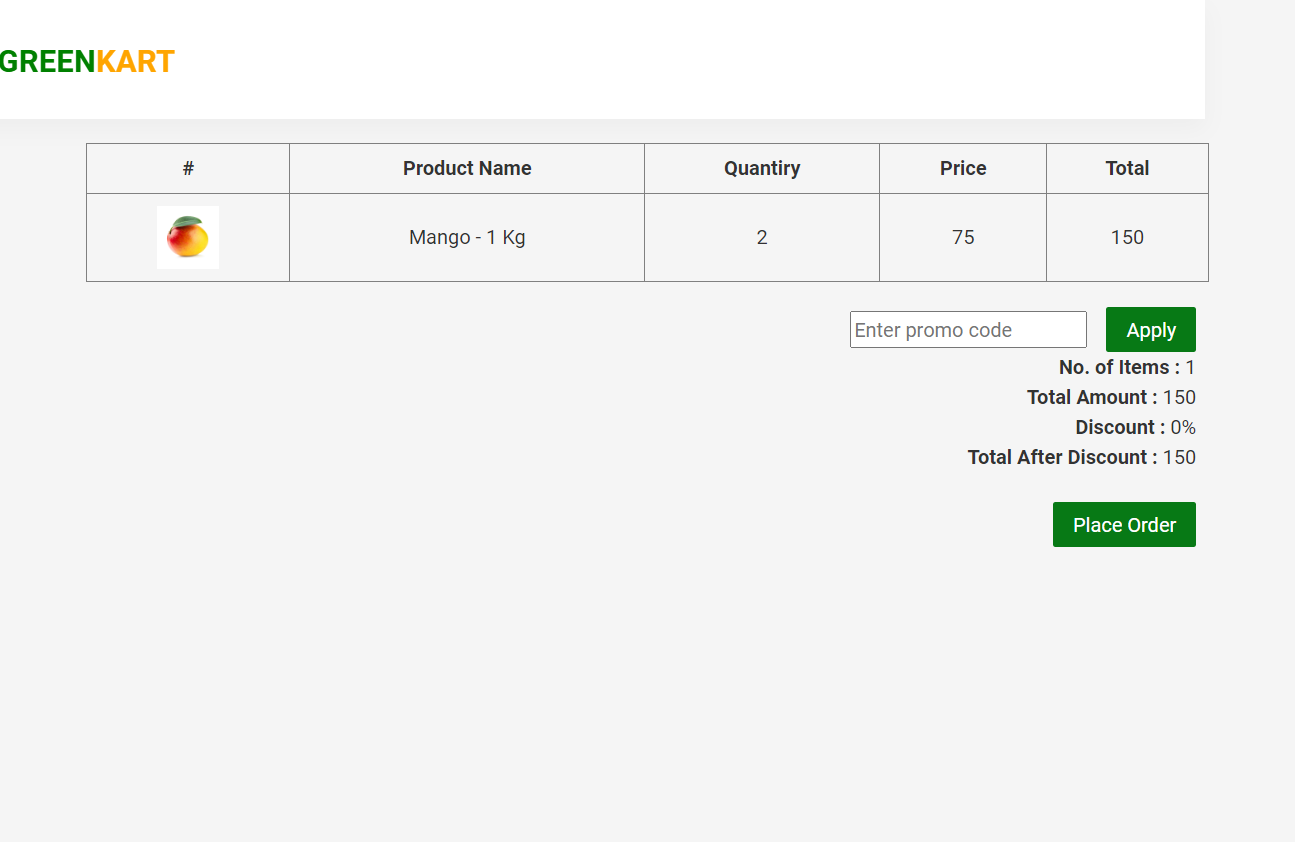 GREENKART
# Product Name Quantiry Price Total
Mango - 1 Kg 2 75 150
Enter promo code Apply
No. of Items : 1
Total Amount : 150
Discount : 0%
Total After Discount : 150
Place Order